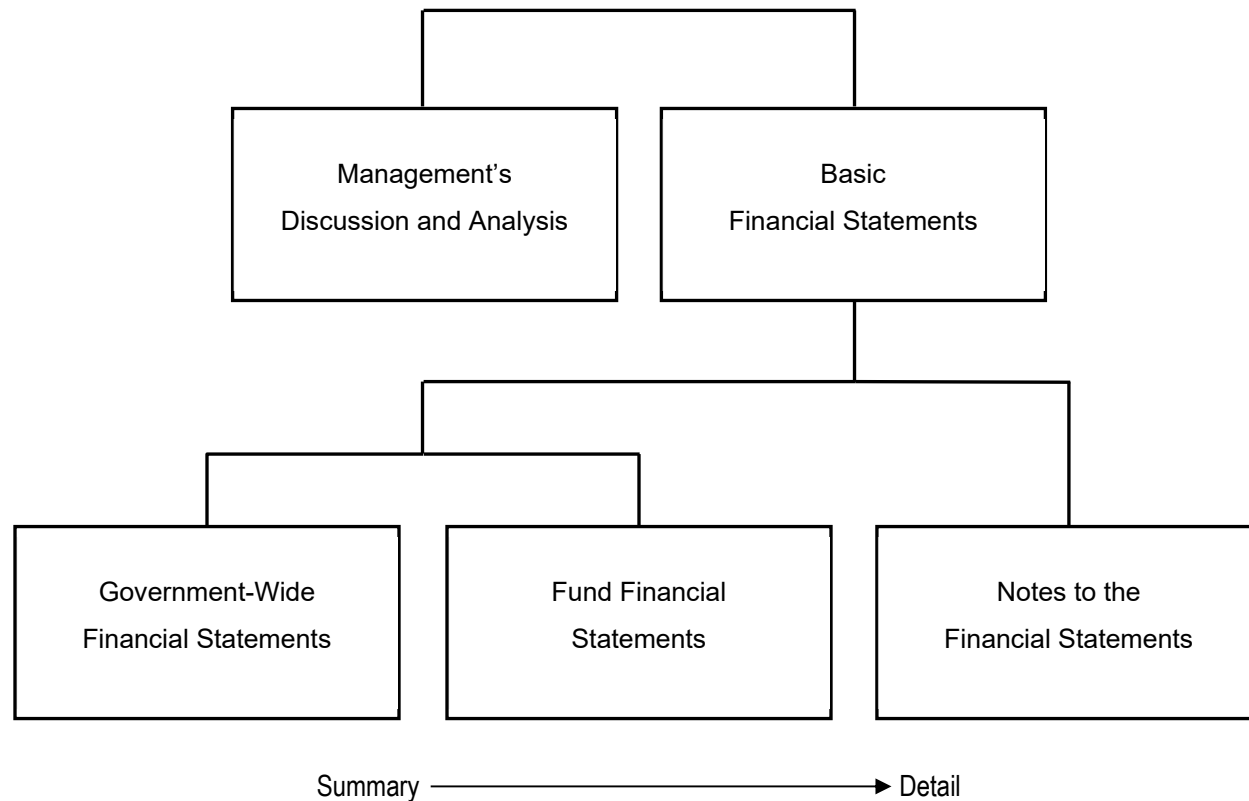 Management’s
Discussion and Analysis
Basic
Financial Statements
Government-Wide
Financial Statements
Fund Financial
Statements
Notes to the
Financial Statements
Summary
Detail